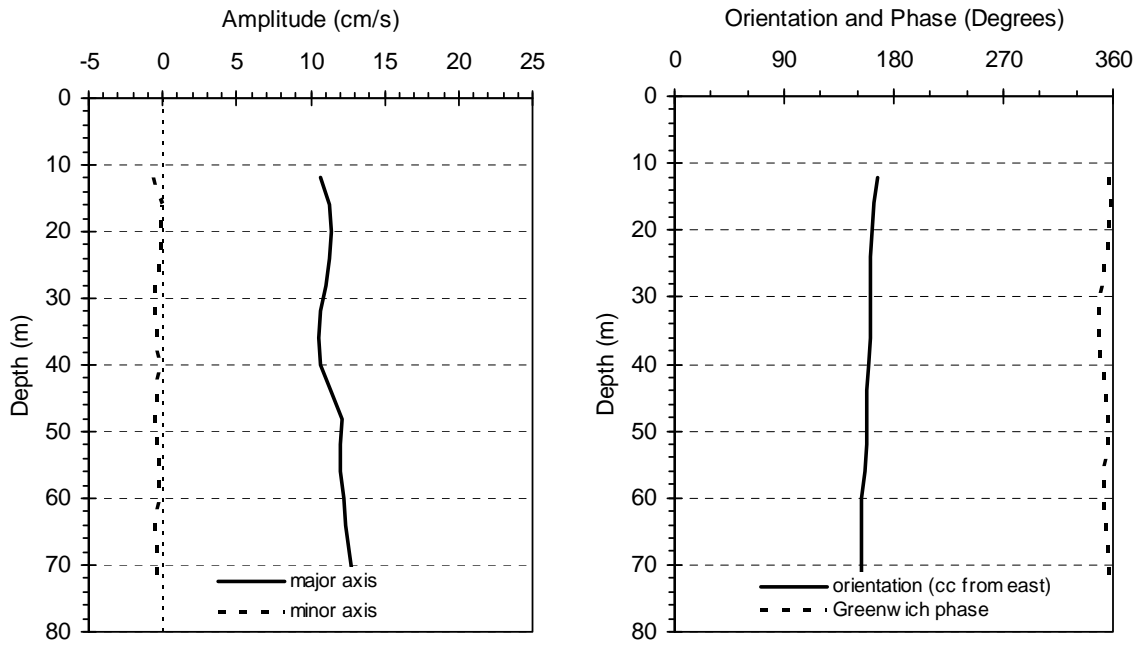 Amplitude (cm/s)
-5 0 5 10 15 20 25
0
10
20
30
40
50
60
70
80
Depth (m)
major axis
minor axis
Orientation and Phase (Degrees)
0 90 180 270 360
0
10
20
30
40
50
60
70
80
Depth (m)
orientation (cc from east)
Greenwich phase